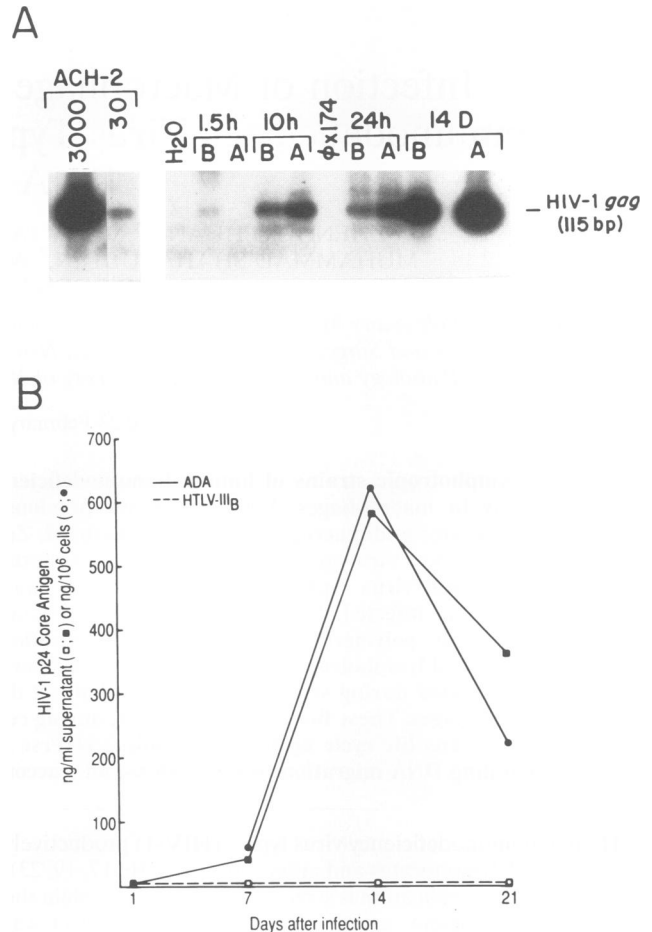 A
ACH-2
3000 30
H2O 1.5h 10h φx174 24h 14 D
B A B A B A B A
HIV-1 gag
(115 bp)
B
HIV-1 p24 Core Antigen
ng/ml supernatant (□;■) or ng/10⁶ cells (○;●)
700
600
500
400
300
200
100
ADA
HTLV-IIIB
1 7 14 21
Days after infection